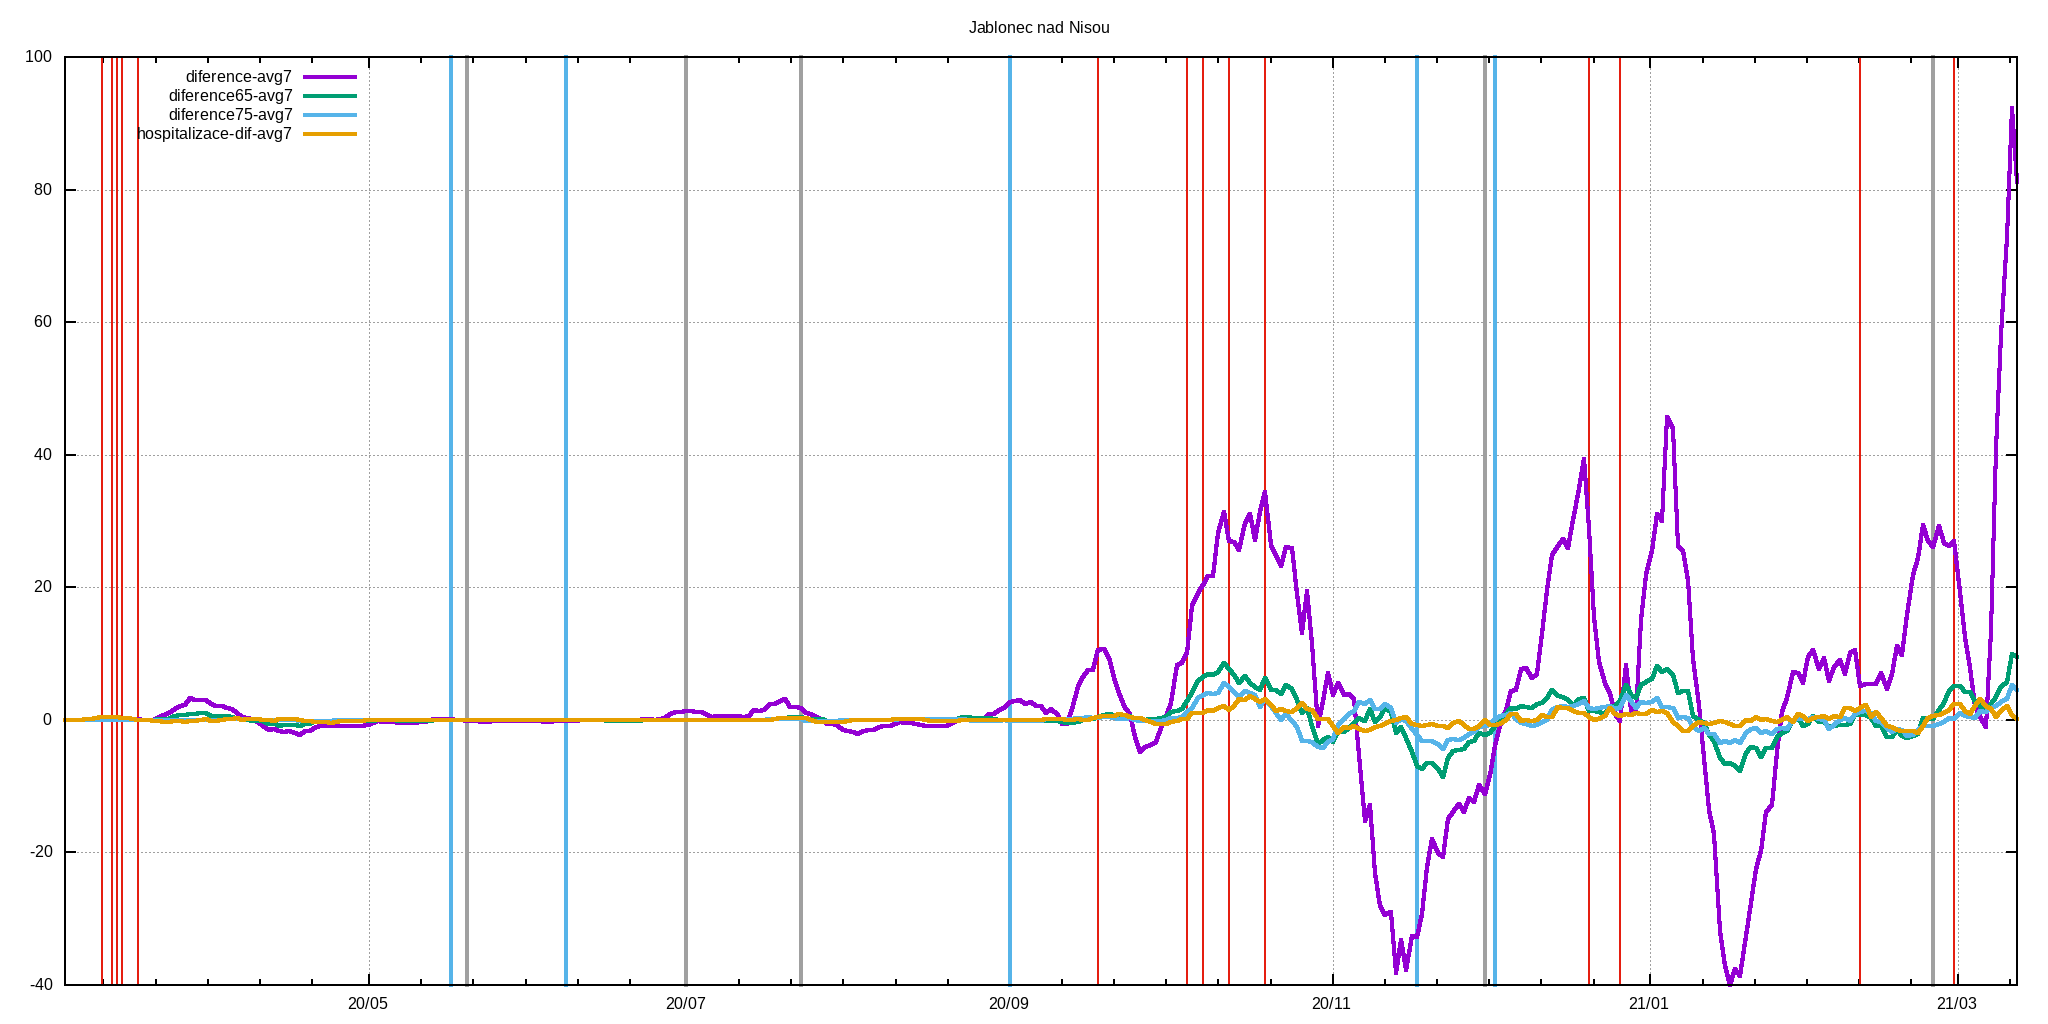 Jablonec nad Nisou
100
80
60
40
20
0
-20
-40
diference-avg7
diference65-avg7
diference75-avg7
hospitalizace-dif-avg7
20/05 20/07 20/09 20/11 21/01 21/03